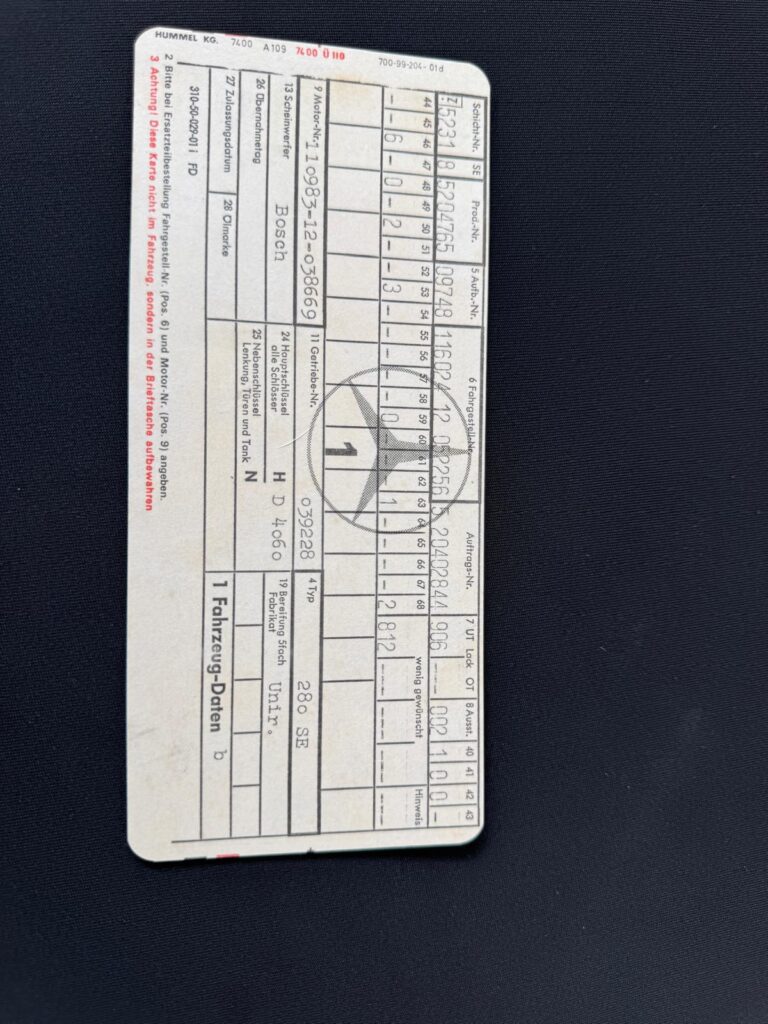 Schicht-Nr. SE Prod.-Nr. 5 Aufb.-Nr. 6 Fahrgestell-Nr. Auftrags-Nr. 7 UT Lack OT 8 Ausst. 40 41 42 43
Z 5231 8 5204765 09748 116024 12 052256 5 20402844 906 --- 002 1 0 0 -
44 45 46 47 48 49 50 51 52 53 54 55 56 57 58 59 60 61 62 63 64 65 66 67 68 wenig gewünscht Hinweis
- - 6 - 0 - 2 - - 3 - - - - - 0 - - - 1 - - - - 2 812 --- --- --- ---
1
9 Motor-Nr. 110983-12-038669 11 Getriebe-Nr. 039228 4 Typ 280 SE
13 Scheinwerfer Bosch 24 Hauptschlüssel alle Schlösser H D 4060 19 Bereifung 5fach Fabrikat Unir.
26 Übernahmetag 25 Nebenschlüssel Lenkung, Türen und Tank N
27 Zulassungsdatum 28 Ölmarke 1 Fahrzeug-Daten b
310-50-029-01 i FD
2 Bitte bei Ersatzteilbestellung Fahrgestell-Nr. (Pos. 6) und Motor-Nr. (Pos. 9) angeben.
3 Achtung! Diese Karte nicht im Fahrzeug, sondern in der Brieftasche aufbewahren
HUMMEL KG. 7400 A109 7400 Ü 110 700-99-204-01d